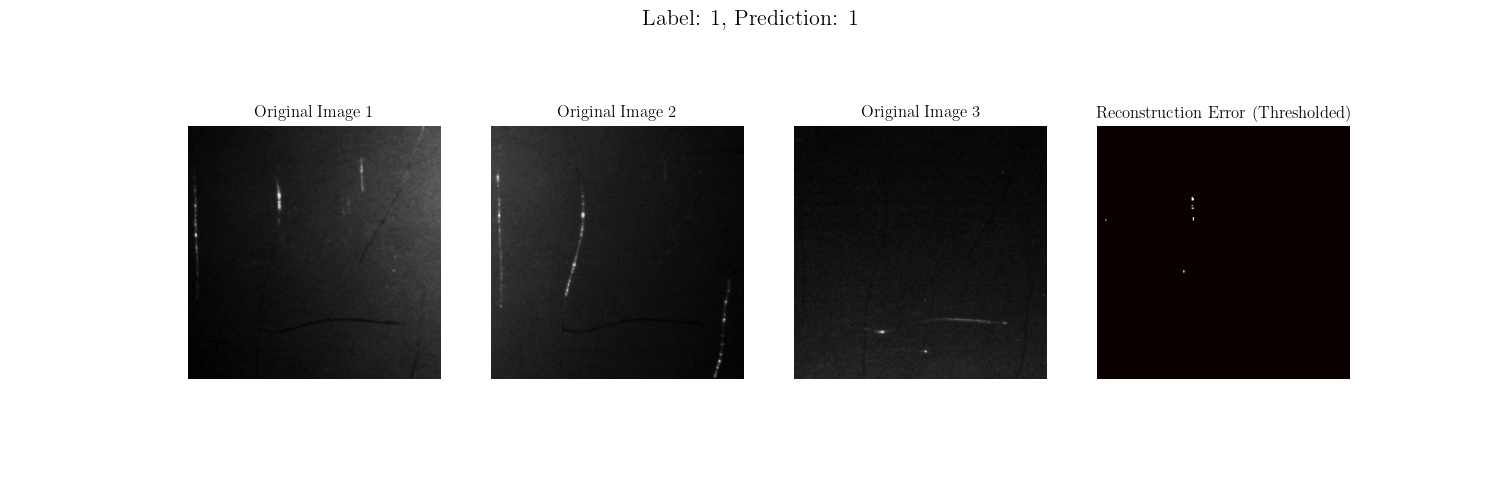 Label: 1, Prediction: 1
Original Image 1
Original Image 2
Original Image 3
Reconstruction Error (Thresholded)